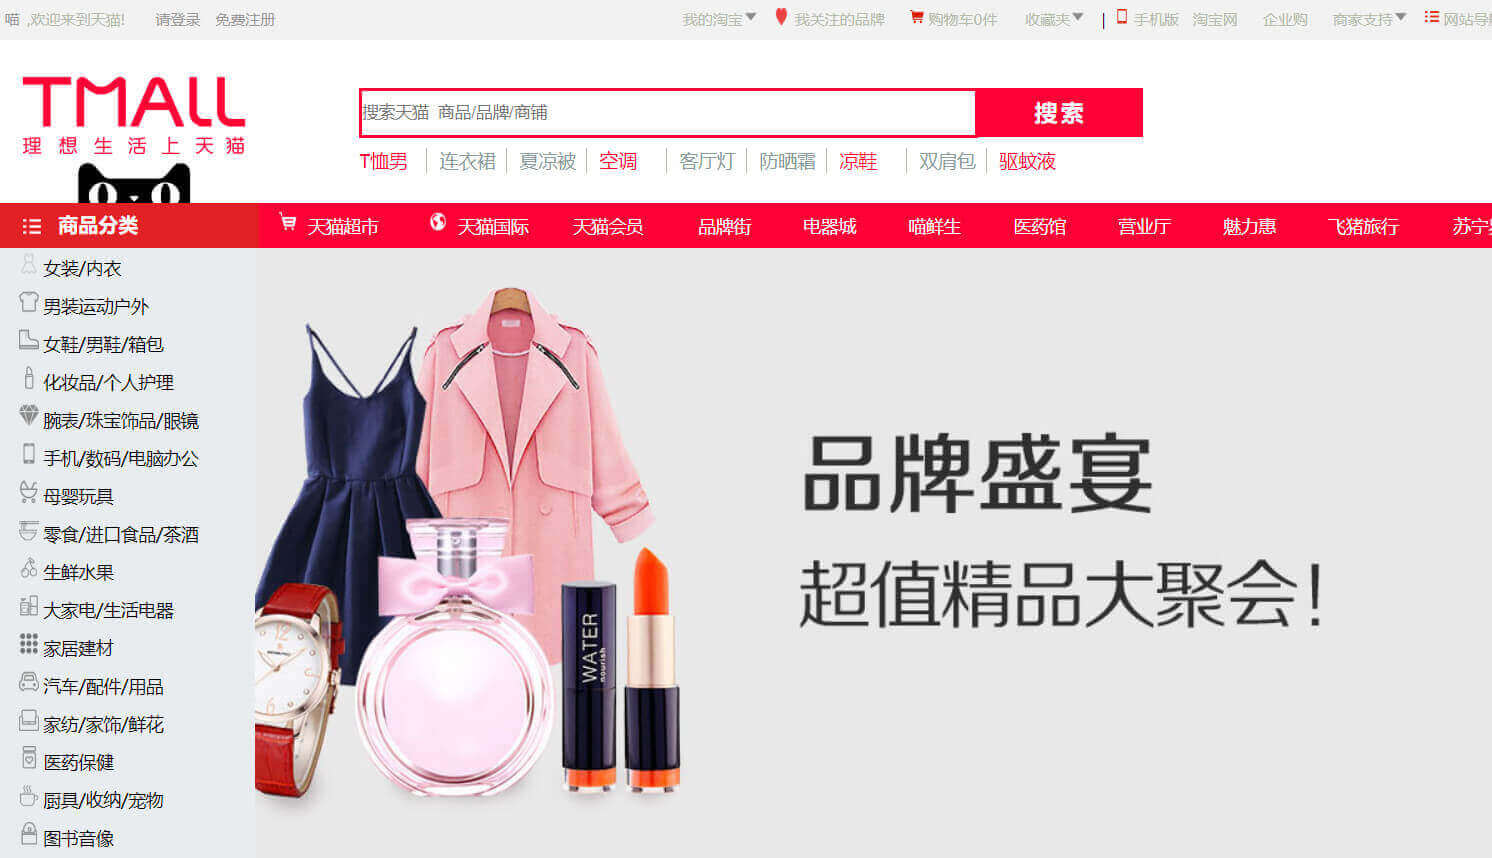 喵 ,欢迎来到天猫! 请登录 免费注册 我的淘宝 我关注的品牌 购物车0件 收藏夹 | 手机版 淘宝网 企业购 商家支持 网站导
TMALL
理想生活上天猫
搜索天猫 商品/品牌/商铺 搜索
T恤男 连衣裙 夏凉被 空调 客厅灯 防晒霜 凉鞋 双肩包 驱蚊液
商品分类 天猫超市 天猫国际 天猫会员 品牌街 电器城 喵鲜生 医药馆 营业厅 魅力惠 飞猪旅行 苏宁
女装/内衣
男装运动户外
女鞋/男鞋/箱包
化妆品/个人护理
腕表/珠宝饰品/眼镜
手机/数码/电脑办公
母婴玩具
零食/进口食品/茶酒
生鲜水果
大家电/生活电器
家居建材
汽车/配件/用品
家纺/家饰/鲜花
医药保健
厨具/收纳/宠物
图书音像
品牌盛宴
超值精品大聚会!
WATER
nourish